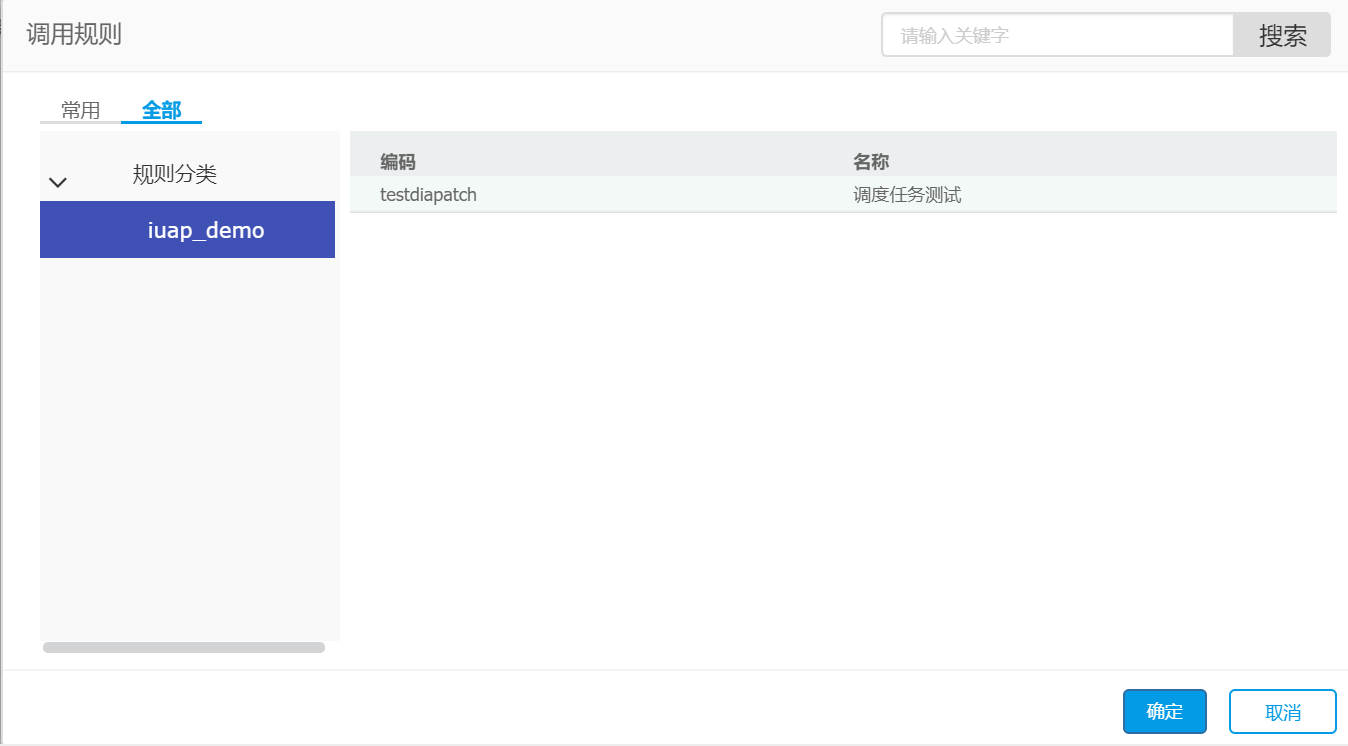 调用规则
请输入关键字 搜索
常用 全部
规则分类
iuap_demo
编码 名称
testdiapatch 调度任务测试
确定 取消